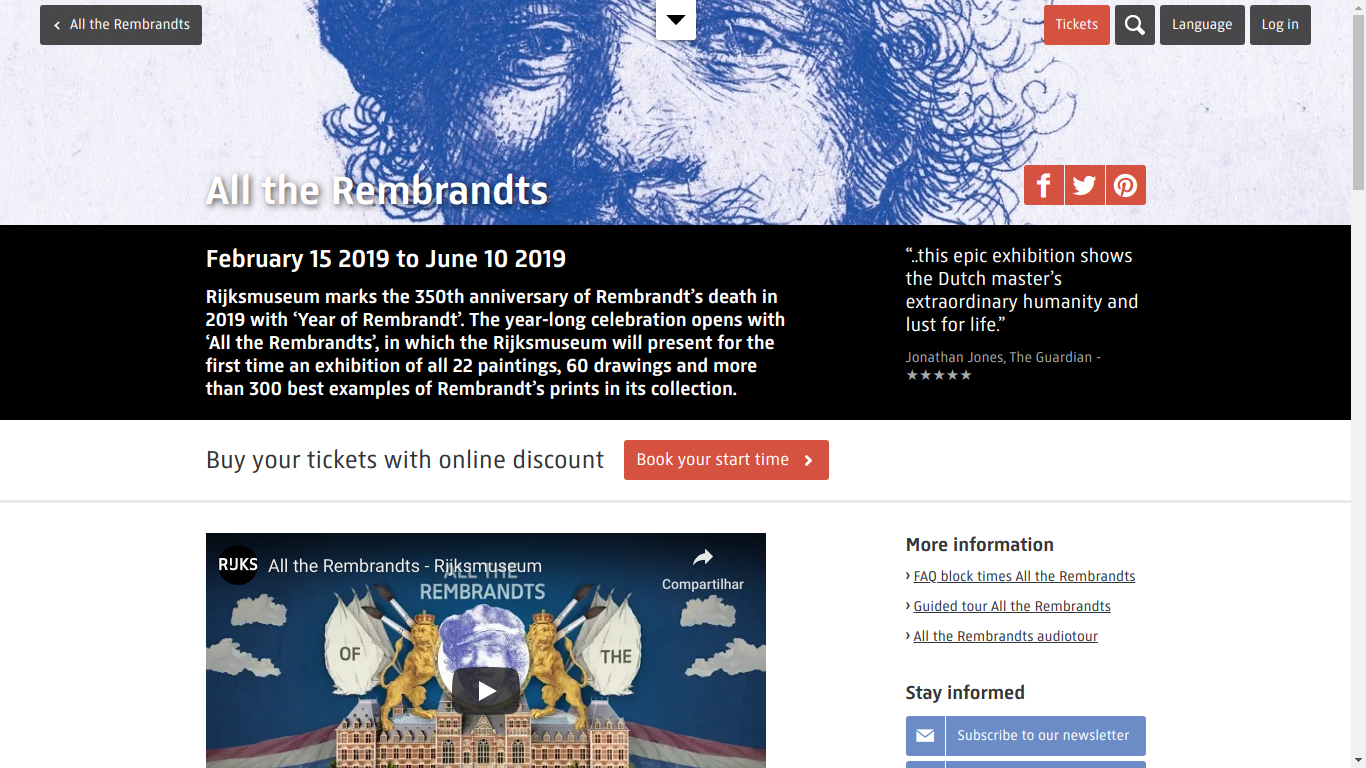 All the Rembrandts
Tickets
Language
Log in
All the Rembrandts
February 15 2019 to June 10 2019
Rijksmuseum marks the 350th anniversary of Rembrandt’s death in
2019 with ‘Year of Rembrandt’. The year-long celebration opens with
‘All the Rembrandts’, in which the Rijksmuseum will present for the
first time an exhibition of all 22 paintings, 60 drawings and more
than 300 best examples of Rembrandt’s prints in its collection.
“..this epic exhibition shows
the Dutch master’s
extraordinary humanity and
lust for life.”
Jonathan Jones, The Guardian -
★★★★★
Buy your tickets with online discount
Book your start time
RIJKS
All the Rembrandts - Rijksmuseum
Compartilhar
ALL THE
REMBRANDTS
OF
THE
More information
FAQ block times All the Rembrandts
Guided tour All the Rembrandts
All the Rembrandts audiotour
Stay informed
Subscribe to our newsletter